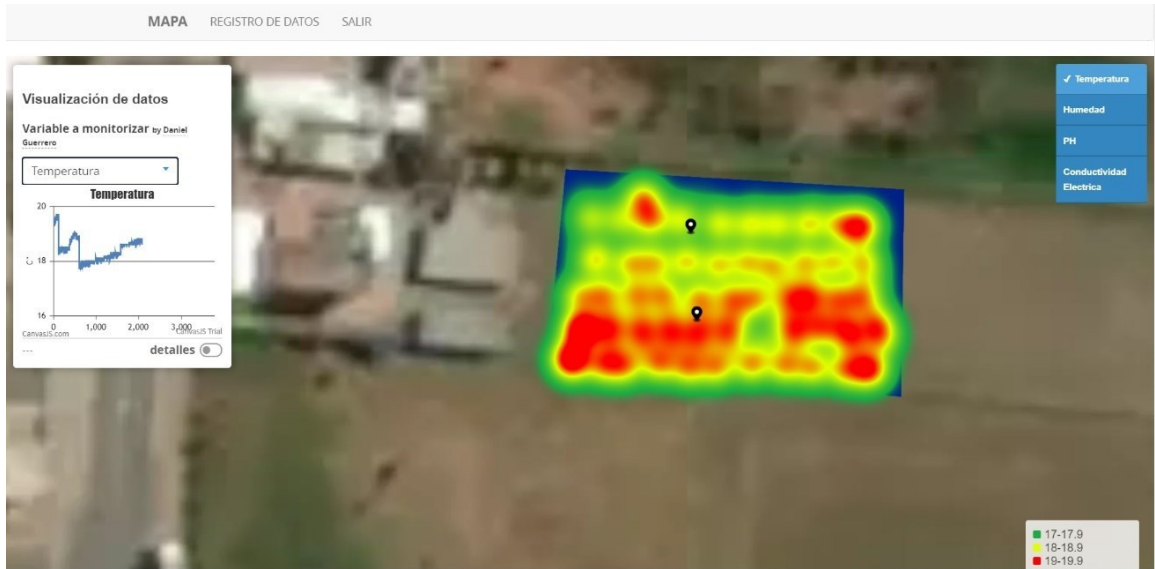 MAPA REGISTRO DE DATOS SALIR
Visualización de datos
Variable a monitorizar by Daniel
Guerrero
Temperatura
Temperatura
20
18
16
0 1,000 2,000 3,000
CanvasJS.com CanvasJS Trial
--- detalles
✓ Temperatura
Humedad
PH
Conductividad
Electrica
17-17.9
18-18.9
19-19.9